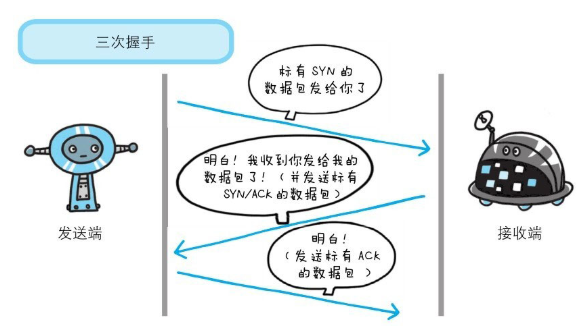 三次握手
标有 SYN 的
数据包发给你了
明白！我收到你发给我的
数据包了！（并发送标有
SYN/ACK 的数据包）
发送端
接收端
明白！
（发送标有 ACK
的数据包）